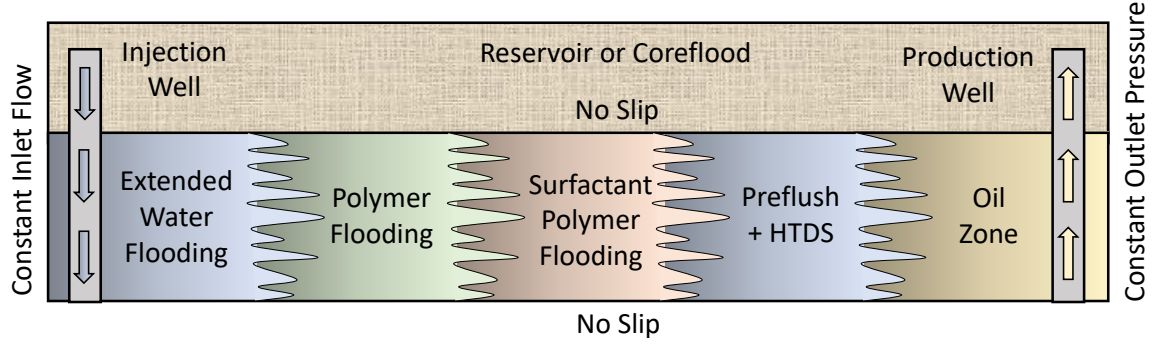 Constant Inlet Flow
Injection
Well
Reservoir or Coreflood
Production
Well
Constant Outlet Pressure
No Slip
Extended
Water
Flooding
Polymer
Flooding
Surfactant
Polymer
Flooding
Preflush
+ HTDS
Oil
Zone
No Slip